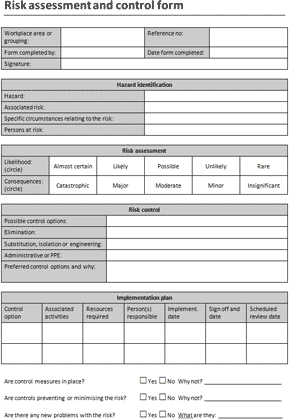 Risk assessment and control form
Workplace area or grouping: Reference no:
Form completed by: Date form completed:
Signature:
Hazard identification
Hazard:
Associated risk:
Specific circumstances relating to the risk:
Persons at risk:
Risk assessment
Likelihood: (circle) Almost certain Likely Possible Unlikely Rare
Consequences: (circle) Catastrophic Major Moderate Minor Insignificant
Risk control
Possible control options:
Elimination:
Substitution, isolation or engineering:
Administrative or PPE:
Preferred control options and why:
Implementation plan
Control option Associated activities Resources required Person(s) responsible Implement. date Sign off and date Scheduled review date
Are control measures in place? Yes No Why not?
Are controls preventing or minimising the risk? Yes No Why not?
Are there any new problems with the risk? Yes No What are they: